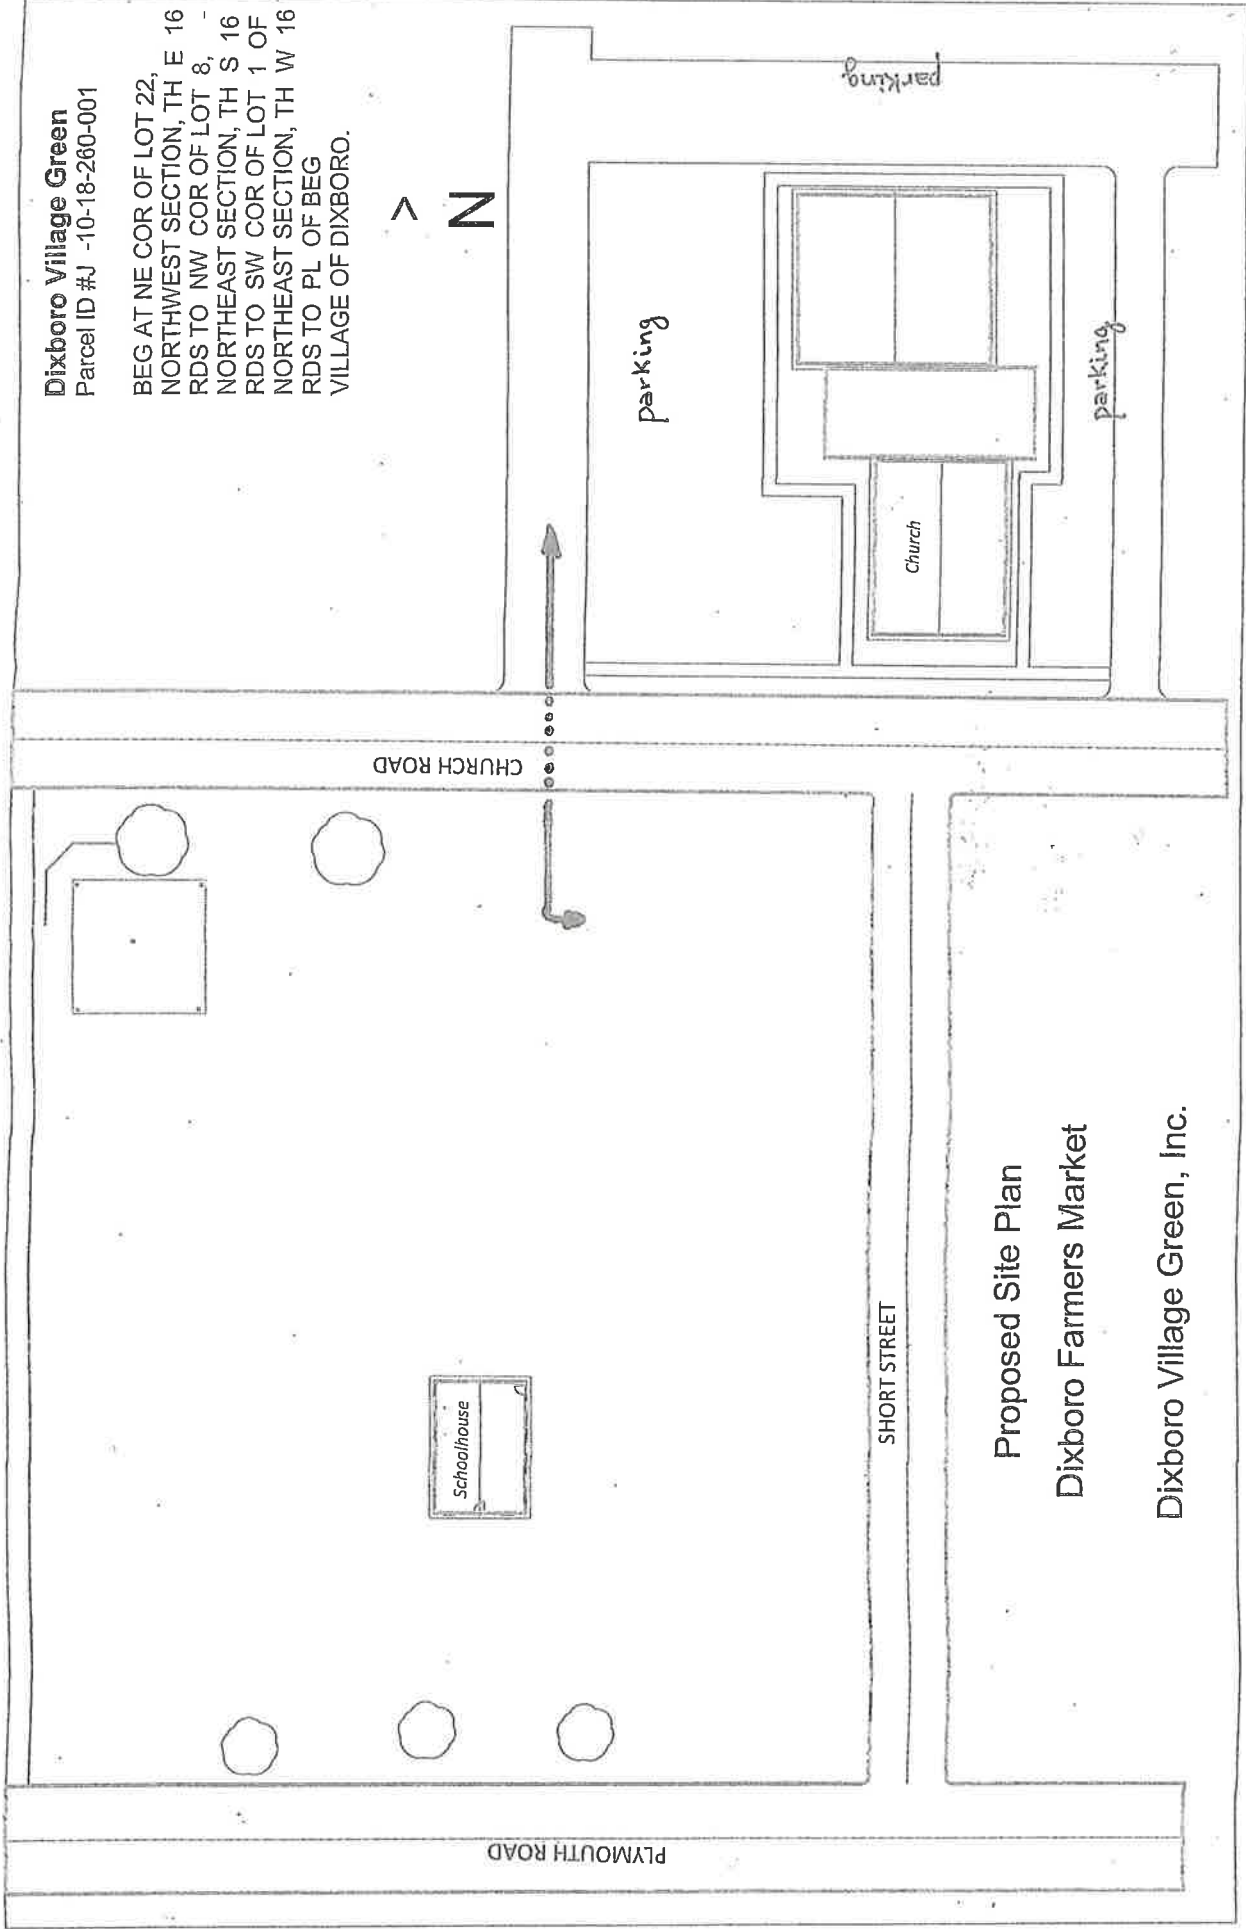 Dixboro Village Green
Parcel ID #J -10-18-260-001
BEG AT NE COR OF LOT 22,
NORTHWEST SECTION, TH E 16
RDS TO NW COR OF LOT 8, -
NORTHEAST SECTION, TH S 16
RDS TO SW COR OF LOT 1 OF
NORTHEAST SECTION, TH W 16
RDS TO PL OF BEG
VILLAGE OF DIXBORO.
>
N
parking
parking
parking
Church
CHURCH ROAD
Schoolhouse
SHORT STREET
PLYMOUTH ROAD
Proposed Site Plan
Dixboro Farmers Market
Dixboro Village Green, Inc.